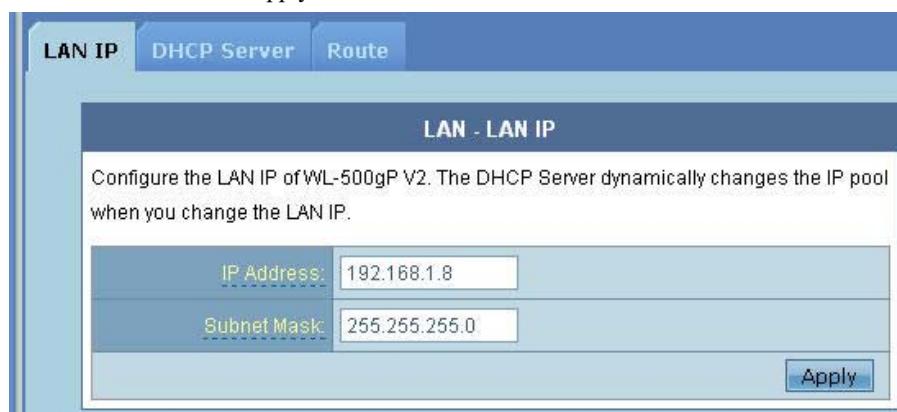 Apply
LAN IP DHCP Server Route
LAN - LAN IP
Configure the LAN IP of WL-500gP V2. The DHCP Server dynamically changes the IP pool
when you change the LAN IP.
IP Address: 192.168.1.8
Subnet Mask: 255.255.255.0
Apply